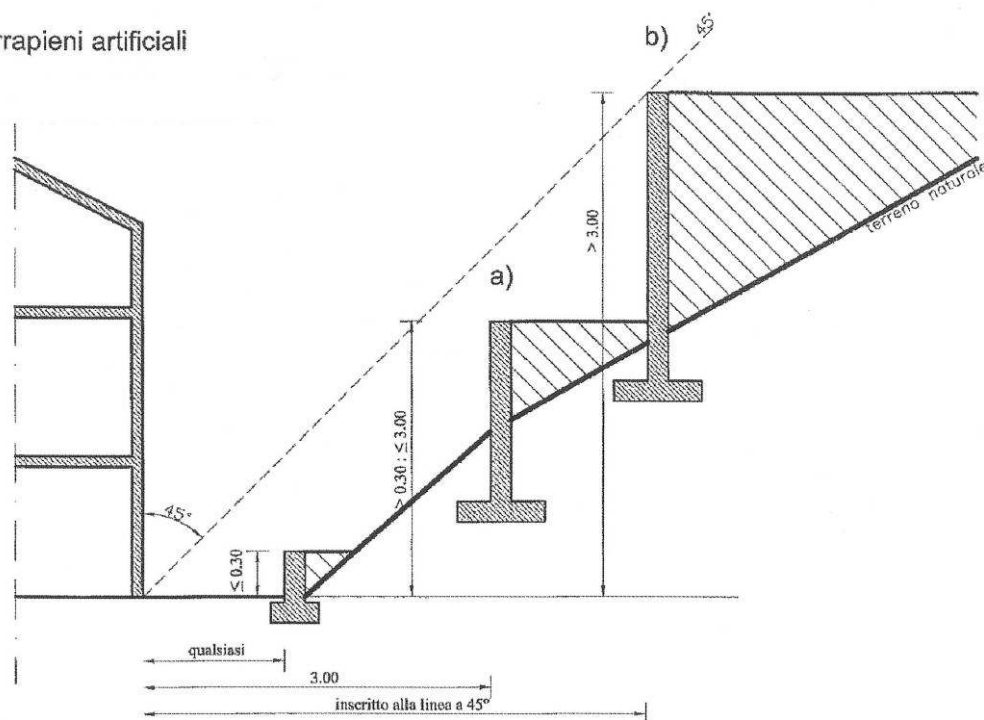 rrapieni artificiali
b)
45°
> 3.00
terreno naturale
a)
> 0.30 : ≤ 3.00
45°
≤ 0.30
qualsiasi
3.00
inscritto alla linea a 45°